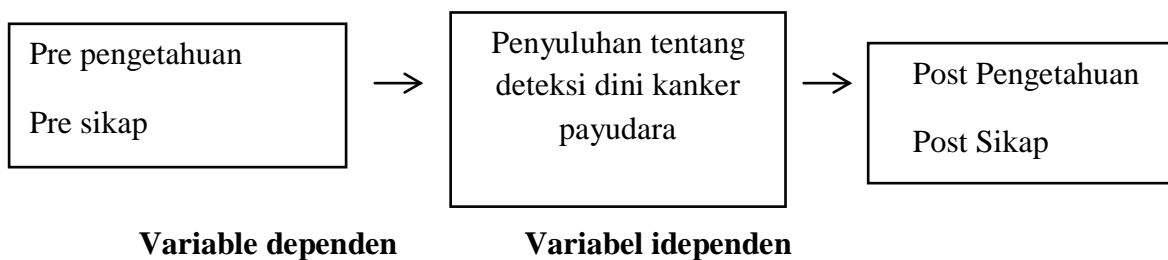 Pre pengetahuan
Pre sikap
Penyuluhan tentang
deteksi dini kanker
payudara
Post Pengetahuan
Post Sikap
Variable dependen
Variabel idependen